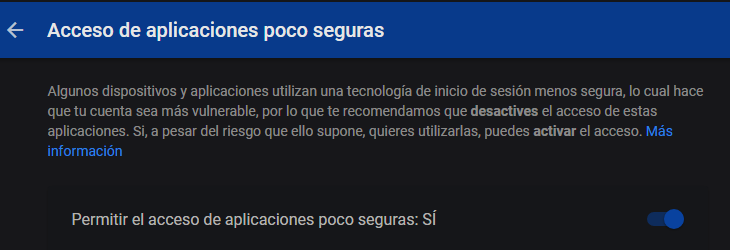 Acceso de aplicaciones poco seguras
Algunos dispositivos y aplicaciones utilizan una tecnología de inicio de sesión menos segura, lo cual hace
que tu cuenta sea más vulnerable, por lo que te recomendamos que desactives el acceso de estas
aplicaciones. Si, a pesar del riesgo que ello supone, quieres utilizarlas, puedes activar el acceso. Más
información
Permitir el acceso de aplicaciones poco seguras: SÍ